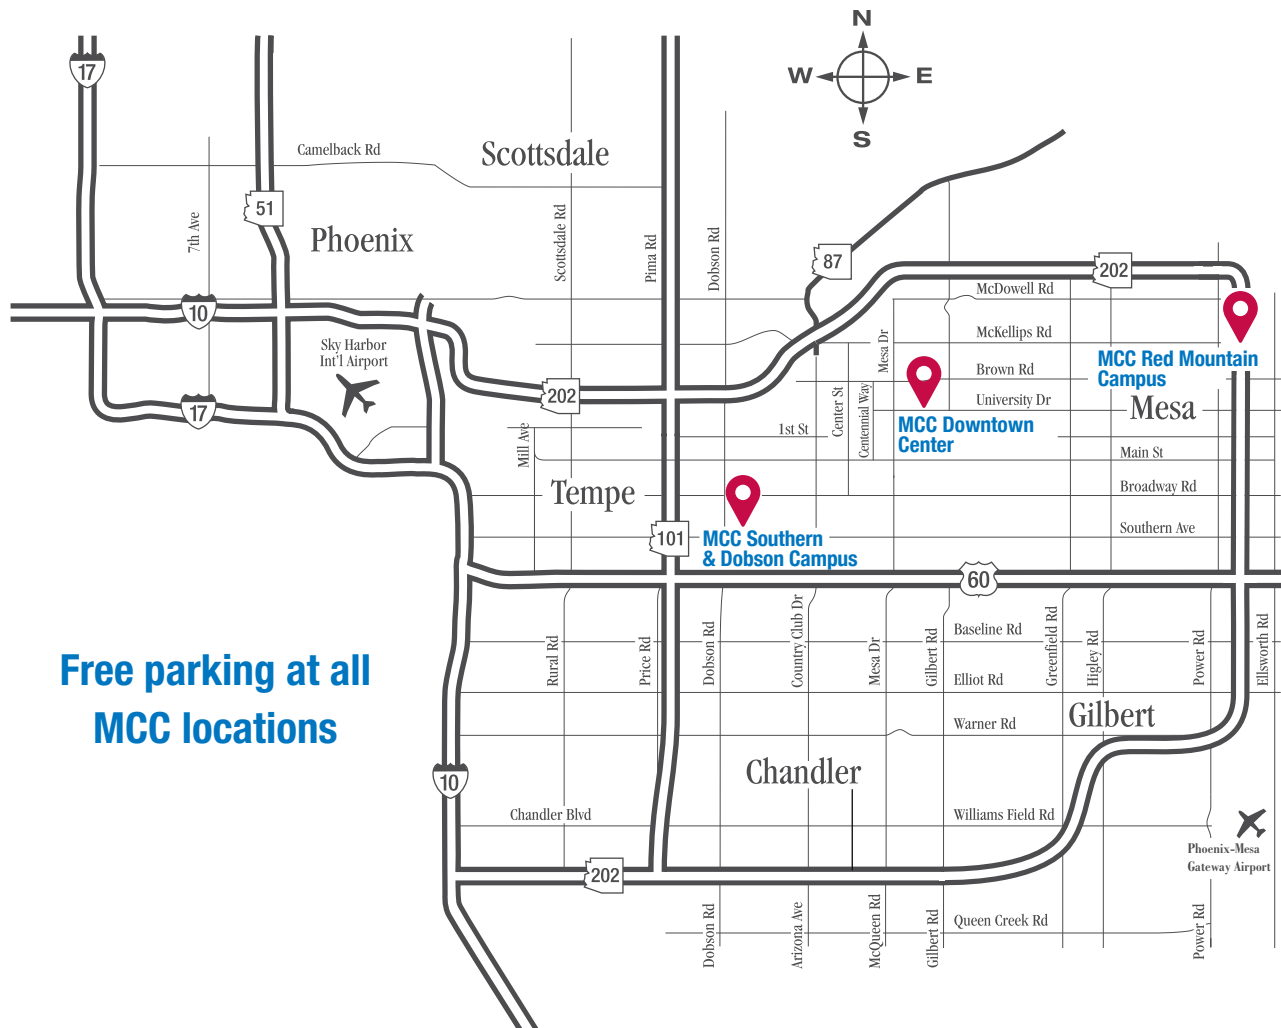 N
W
E
S
17
Camelback Rd
Scottsdale
51
7th Ave
Phoenix
Scottsdale Rd
Pima Rd
Dobson Rd
87
202
McDowell Rd
10
McKellips Rd
Sky Harbor
Int'l Airport
Mesa Dr
MCC Red Mountain
Campus
Brown Rd
202
University Dr
Mesa
17
Center St
Centennial Way
MCC Downtown
Center
1st St
Mill Ave
Main St
Tempe
Broadway Rd
Southern Ave
101
MCC Southern
& Dobson Campus
60
Baseline Rd
Rural Rd
Price Rd
Dobson Rd
Country Club Dr
Mesa Dr
Gilbert Rd
Greenfield Rd
Higley Rd
Power Rd
Ellsworth Rd
Free parking at all
MCC locations
Elliot Rd
Warner Rd
Gilbert
Chandler
10
Chandler Blvd
Williams Field Rd
Phoenix-Mesa
Gateway Airport
202
Dobson Rd
Arizona Ave
McQueen Rd
Gilbert Rd
Queen Creek Rd
Power Rd